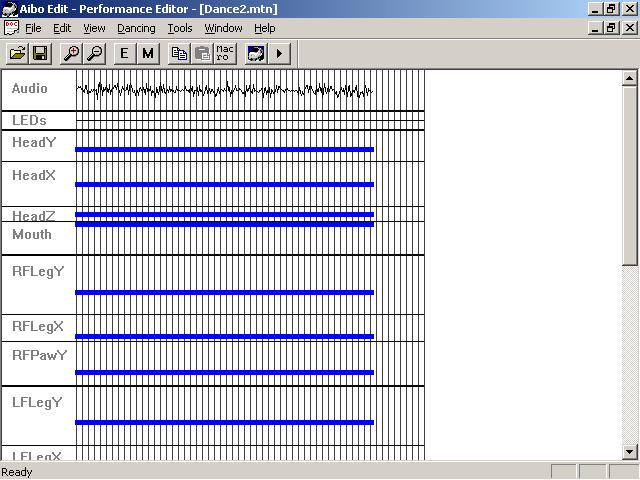 Aibo Edit - Performance Editor - [Dance2.mtn]
DOC File Edit View Dancing Tools Window Help
E M Mac ro
Audio
LEDs
HeadY
HeadX
HeadZ
Mouth
RFLegY
RFLegX
RFPawY
LFLegY
LFLegX
Ready